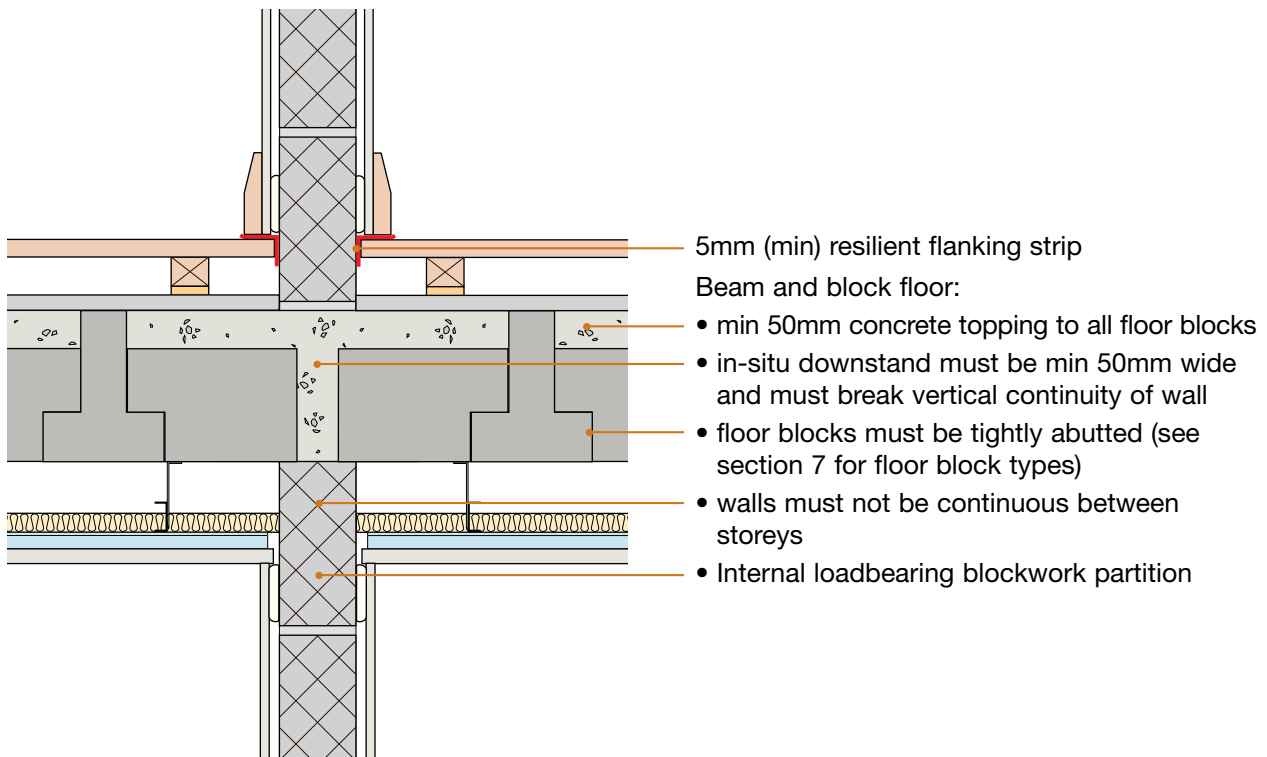 5mm (min) resilient flanking strip
Beam and block floor:
• min 50mm concrete topping to all floor blocks
• in-situ downstand must be min 50mm wide
and must break vertical continuity of wall
• floor blocks must be tightly abutted (see
section 7 for floor block types)
• walls must not be continuous between
storeys
• Internal loadbearing blockwork partition